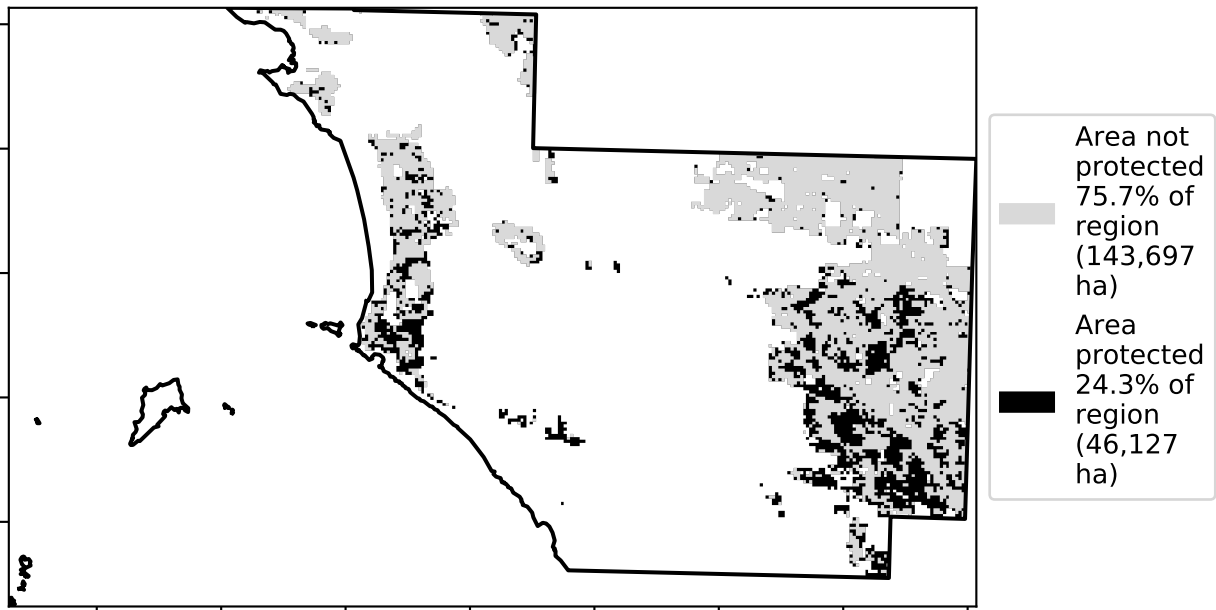 Area not
protected
75.7% of
region
(143,697
ha)
Area
protected
24.3% of
region
(46,127
ha)